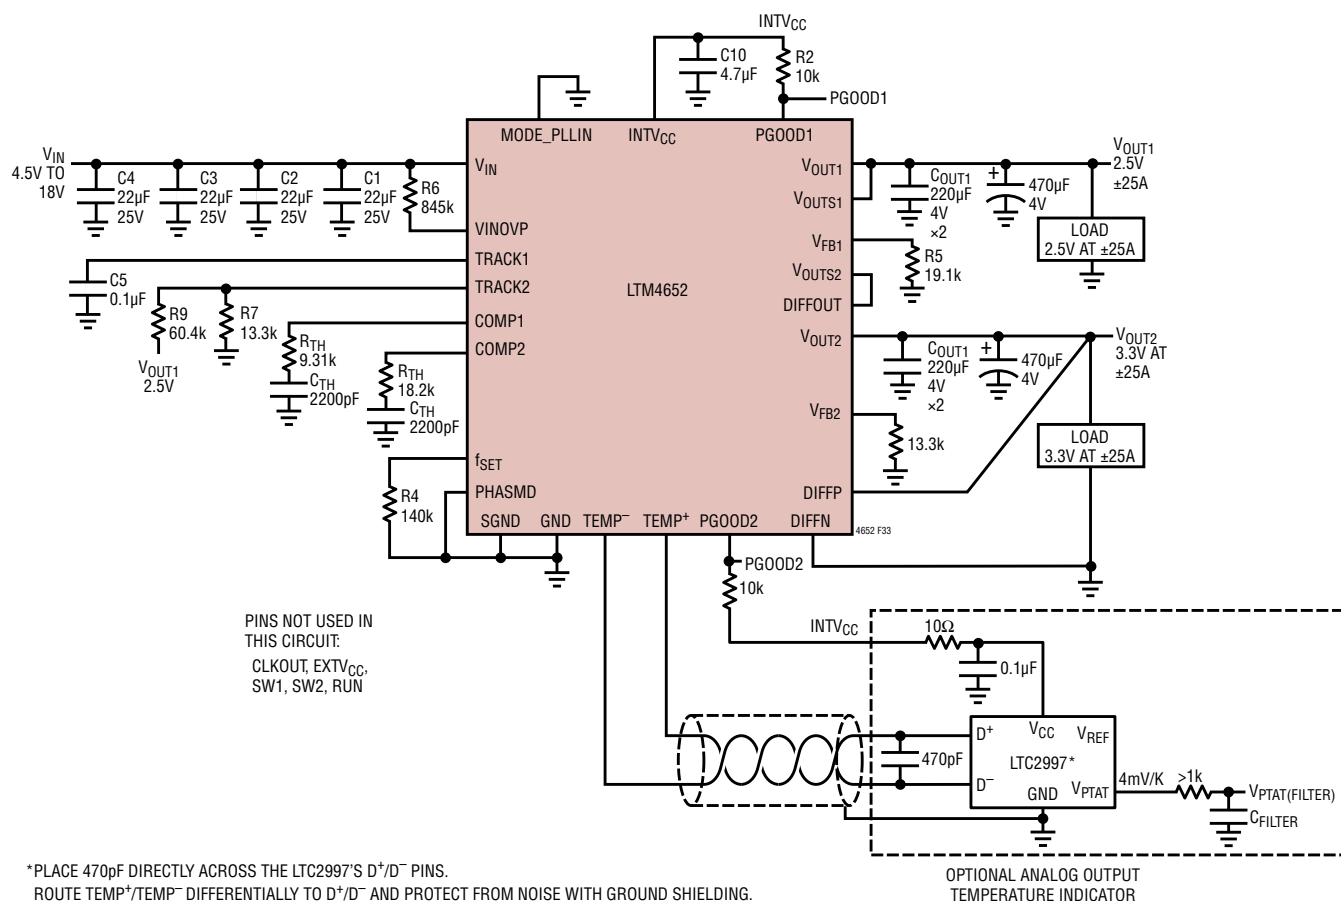 INTVCC
C10
4.7µF
R2
10k
PGOOD1
MODE_PLLIN
INTVCC
PGOOD1
VIN
4.5V TO
18V
C4
22µF
25V
C3
22µF
25V
C2
22µF
25V
C1
22µF
25V
R6
845k
VIN
VINOVP
TRACK1
TRACK2
COMP1
COMP2
fSET
PHASMD
SGND
GND
TEMP–
TEMP+
PGOOD2
DIFFN
LTM4652
VOUT1
VOUTS1
VFB1
VOUTS2
DIFFOUT
VOUT2
VFB2
DIFFP
C5
0.1µF
R9
60.4k
VOUT1
2.5V
R7
13.3k
RTH
9.31k
CTH
2200pF
RTH
18.2k
CTH
2200pF
R4
140k
COUT1
220µF
4V
×2
+
470µF
4V
VOUT1
2.5V
±25A
LOAD
2.5V AT ±25A
R5
19.1k
COUT1
220µF
4V
×2
+
470µF
4V
VOUT2
3.3V AT
±25A
LOAD
3.3V AT ±25A
13.3k
4652 F33
PGOOD2
10k
PINS NOT USED IN
THIS CIRCUIT:
CLKOUT, EXTVCC,
SW1, SW2, RUN
INTVCC
10Ω
0.1µF
470pF
D+
VCC
VREF
LTC2997*
D–
GND
VPTAT
4mV/K
>1k
VPTAT(FILTER)
CFILTER
*PLACE 470pF DIRECTLY ACROSS THE LTC2997'S D+/D– PINS.
ROUTE TEMP+/TEMP– DIFFERENTIALLY TO D+/D– AND PROTECT FROM NOISE WITH GROUND SHIELDING.
OPTIONAL ANALOG OUTPUT
TEMPERATURE INDICATOR